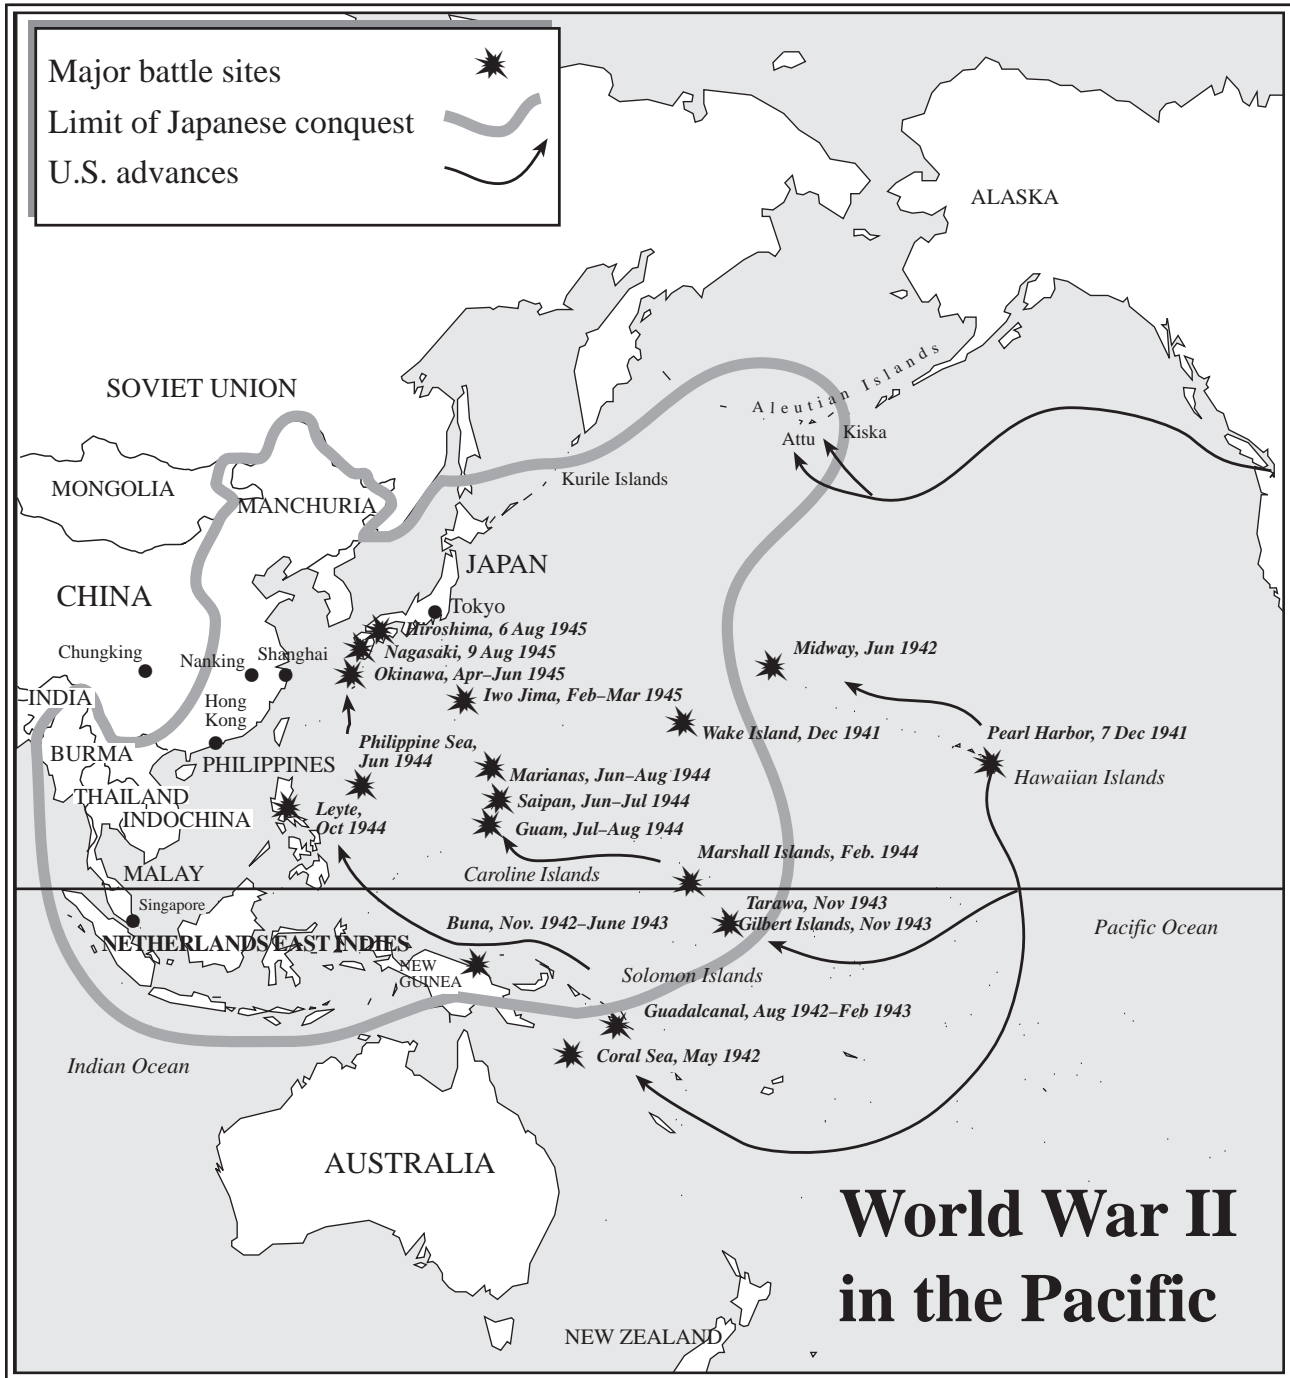 Major battle sites
Limit of Japanese conquest
U.S. advances
ALASKA
SOVIET UNION
Aleutian Islands
Attu
Kiska
Kurile Islands
MONGOLIA
MANCHURIA
JAPAN
CHINA
Tokyo
Hiroshima, 6 Aug 1945
Nagasaki, 9 Aug 1945
Okinawa, Apr–Jun 1945
Iwo Jima, Feb–Mar 1945
Midway, Jun 1942
Chungking
Nanking
Shanghai
INDIA
Hong
Kong
Wake Island, Dec 1941
Pearl Harbor, 7 Dec 1941
Hawaiian Islands
BURMA
PHILIPPINES
Philippine Sea,
Jun 1944
Marianas, Jun–Aug 1944
THAILAND
Saipan, Jun–Jul 1944
INDOCHINA
Leyte,
Oct 1944
Guam, Jul–Aug 1944
Marshall Islands, Feb. 1944
MALAY
Caroline Islands
Singapore
Tarawa, Nov 1943
Gilbert Islands, Nov 1943
Buna, Nov. 1942–June 1943
Pacific Ocean
NETHERLANDS EAST INDIES
NEW
GUINEA
Solomon Islands
Guadalcanal, Aug 1942–Feb 1943
Coral Sea, May 1942
Indian Ocean
AUSTRALIA
World War II
in the Pacific
NEW ZEALAND